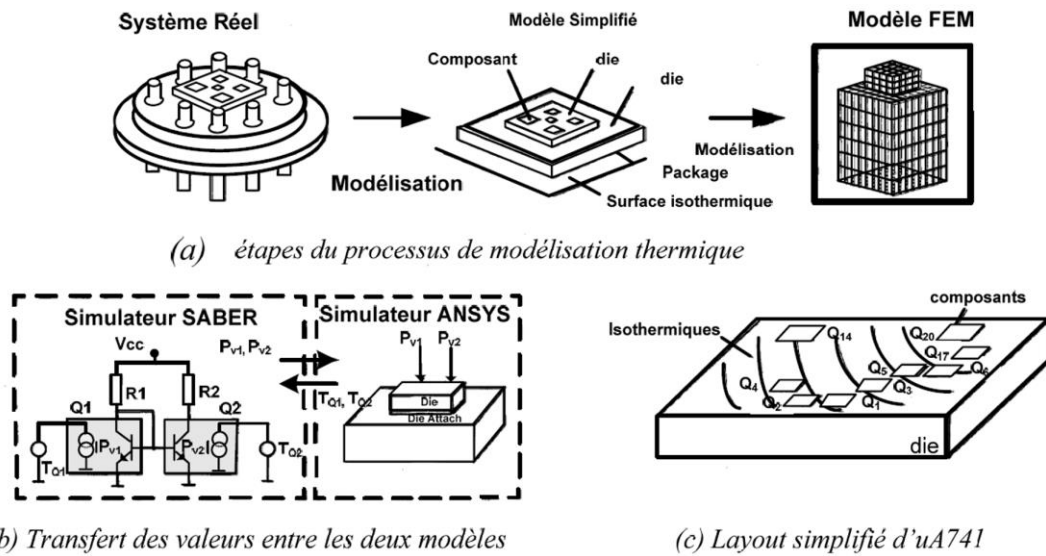 Système Réel
Modèle Simplifié
Modèle FEM
Composant
die
die
Modélisation
Modélisation
Package
Surface isothermique
(a) étapes du processus de modélisation thermique
Simulateur SABER
Simulateur ANSYS
Vcc
Pv1, Pv2
Pv1
Pv2
R1
R2
TQ1, TQ2
Q1
Q2
Die
Die Attach
Pv1
Pv2
TQ1
TQ2
b) Transfert des valeurs entre les deux modèles
composants
Isothermiques
Q14
Q20
Q17
Q5
Q6
Q4
Q3
Q2
Q1
die
(c) Layout simplifié d'uA741